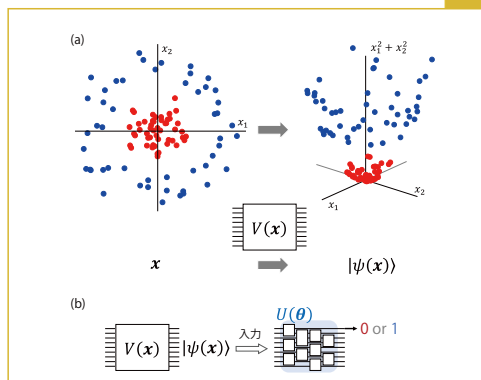 (a)
x₂
x₁
x₁² + x₂²
x₁
x₂
V(x)
x
|ψ(x)⟩
(b)
V(x)
|ψ(x)⟩
入力
U(θ)
0 or 1